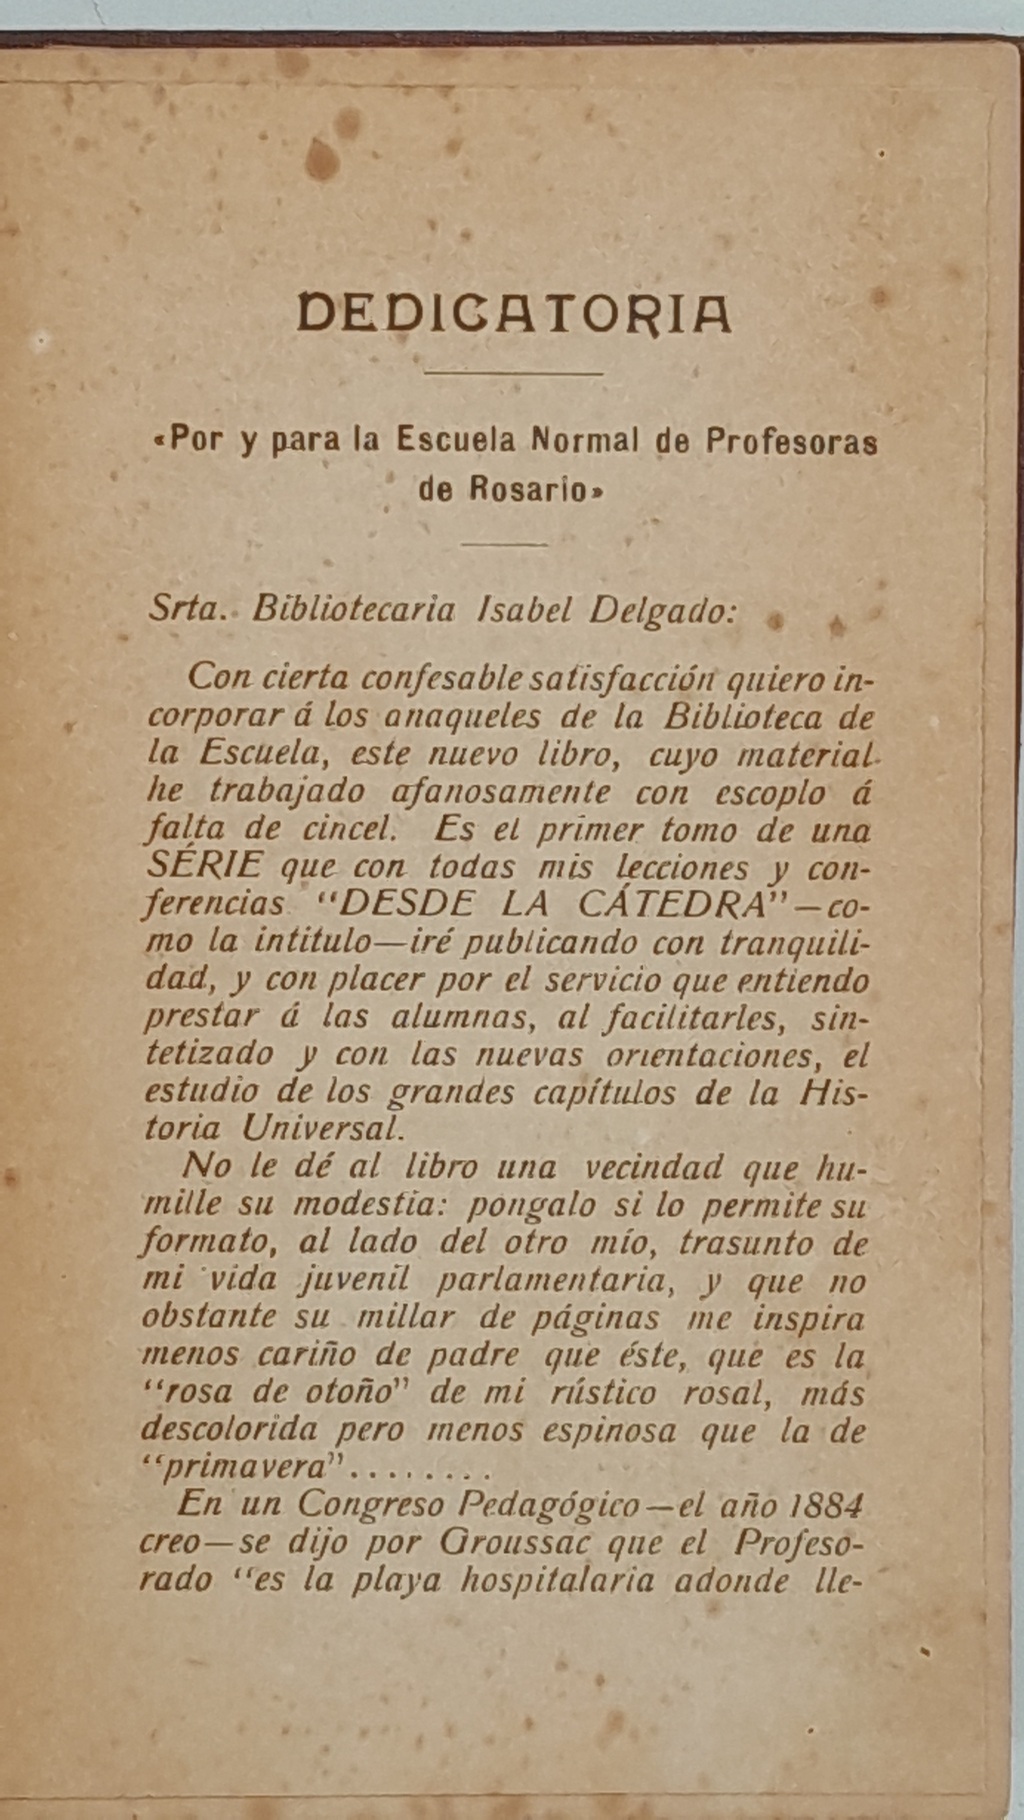 DEDICATORIA
«Por y para la Escuela Normal de Profesoras
de Rosario»
Srta. Bibliotecaria Isabel Delgado:
Con cierta confesable satisfacción quiero in-
corporar á los anaqueles de la Biblioteca de
la Escuela, este nuevo libro, cuyo material
he trabajado afanosamente con escoplo á
falta de cincel. Es el primer tomo de una
SÉRIE que con todas mis lecciones y con-
ferencias "DESDE LA CÁTEDRA"—co-
mo la intitulo—iré publicando con tranquili-
dad, y con placer por el servicio que entiendo
prestar á las alumnas, al facilitarles, sin-
tetizado y con las nuevas orientaciones, el
estudio de los grandes capítulos de la His-
toria Universal.
No le dé al libro una vecindad que hu-
mille su modestia: pongalo si lo permite su
formato, al lado del otro mío, trasunto de
mi vida juvenil parlamentaria, y que no
obstante su millar de páginas me inspira
menos cariño de padre que éste, que es la
"rosa de otoño" de mi rústico rosal, más
descolorida pero menos espinosa que la de
"primavera"........
En un Congreso Pedagógico—el año 1884
creo—se dijo por Groussac que el Profeso-
rado "es la playa hospitalaria adonde lle-